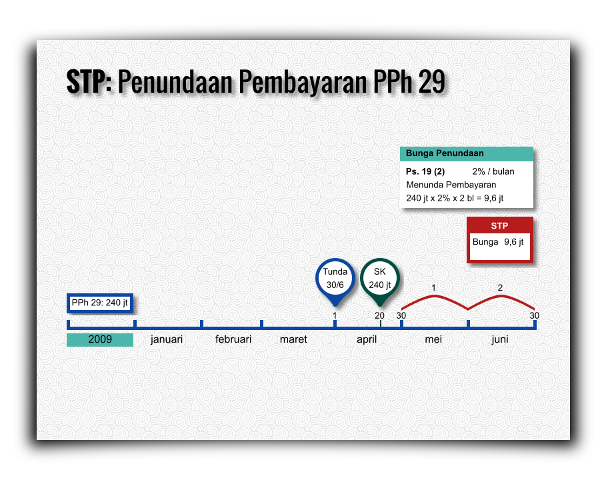 STP: Penundaan Pembayaran PPh 29
Bunga Penundaan
Ps. 19 (2) 2% / bulan
Menunda Pembayaran
240 jt x 2% x 2 bl = 9,6 jt
STP
Bunga 9,6 jt
Tunda
30/6
SK
240 jt
PPh 29: 240 jt
1 2
1 20 30 30
2009 januari februari maret april mei juni